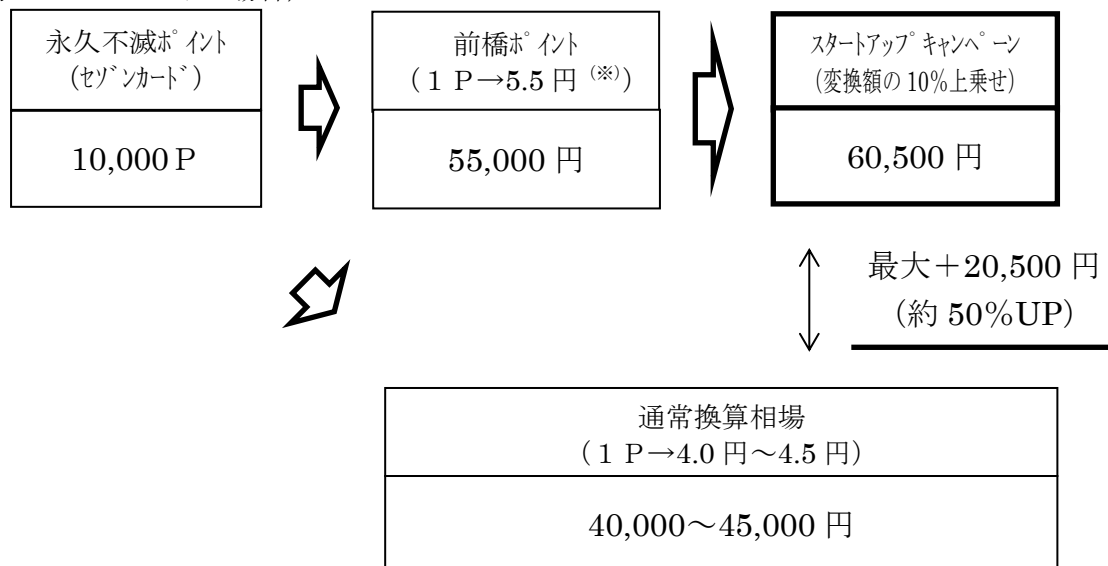 永久不滅ﾎﾟｲﾝﾄ
(ｾｿﾞﾝｶｰﾄﾞ)
10,000Ｐ
前橋ﾎﾟｲﾝﾄ
(１Ｐ→5.5円(※))
55,000円
ｽﾀｰﾄｱｯﾌﾟｷｬﾝﾍﾟｰﾝ
(変換額の10％上乗せ)
60,500円
最大＋20,500円
(約50％UP)
通常換算相場
(１Ｐ→4.0円～4.5円)
40,000～45,000円